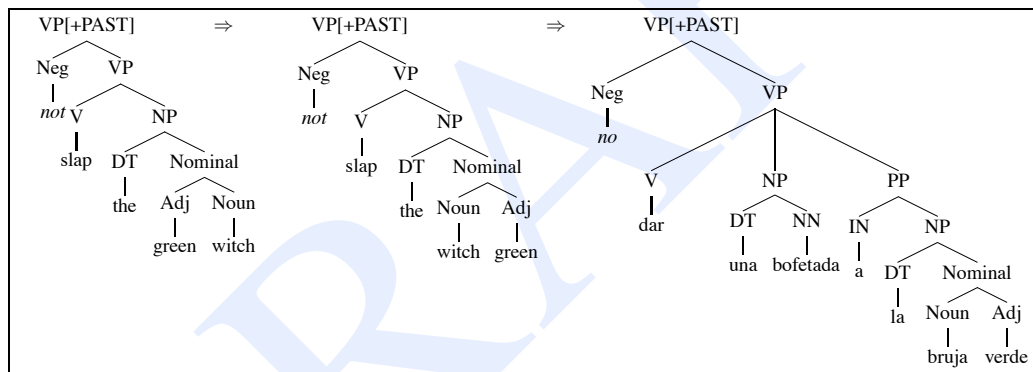 VP[+PAST] ⇒ VP[+PAST] ⇒ VP[+PAST]
Neg VP Neg VP Neg VP
not V NP not V NP no
slap DT Nominal slap DT Nominal V NP PP
the Adj Noun the Noun Adj dar DT NN IN NP
green witch witch green una bofetada a DT Nominal
la Noun Adj
bruja verde